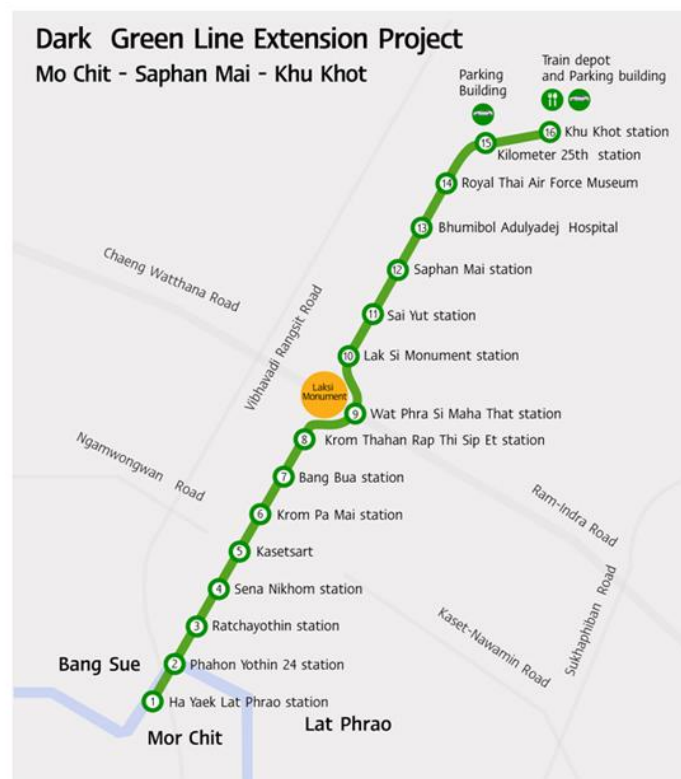 Dark Green Line Extension Project
Mo Chit - Saphan Mai - Khu Khot
Parking
Building
Train depot
and Parking building
16 Khu Khot station
15 Kilometer 25th station
14 Royal Thai Air Force Museum
13 Bhumibol Adulyadej Hospital
12 Saphan Mai station
11 Sai Yut station
10 Lak Si Monument station
Laksi
Monument
9 Wat Phra Si Maha That station
8 Krom Thahan Rap Thi Sip Et station
7 Bang Bua station
6 Krom Pa Mai station
5 Kasetsart
4 Sena Nikhom station
3 Ratchayothin station
2 Phahon Yothin 24 station
1 Ha Yaek Lat Phrao station
Chaeng Watthana Road
Vibhavadi Rangsit Road
Ngamwongwan Road
Ram-Indra Road
Sukhaphiban Road
Kaset-Nawamin Road
Bang Sue
Mor Chit
Lat Phrao